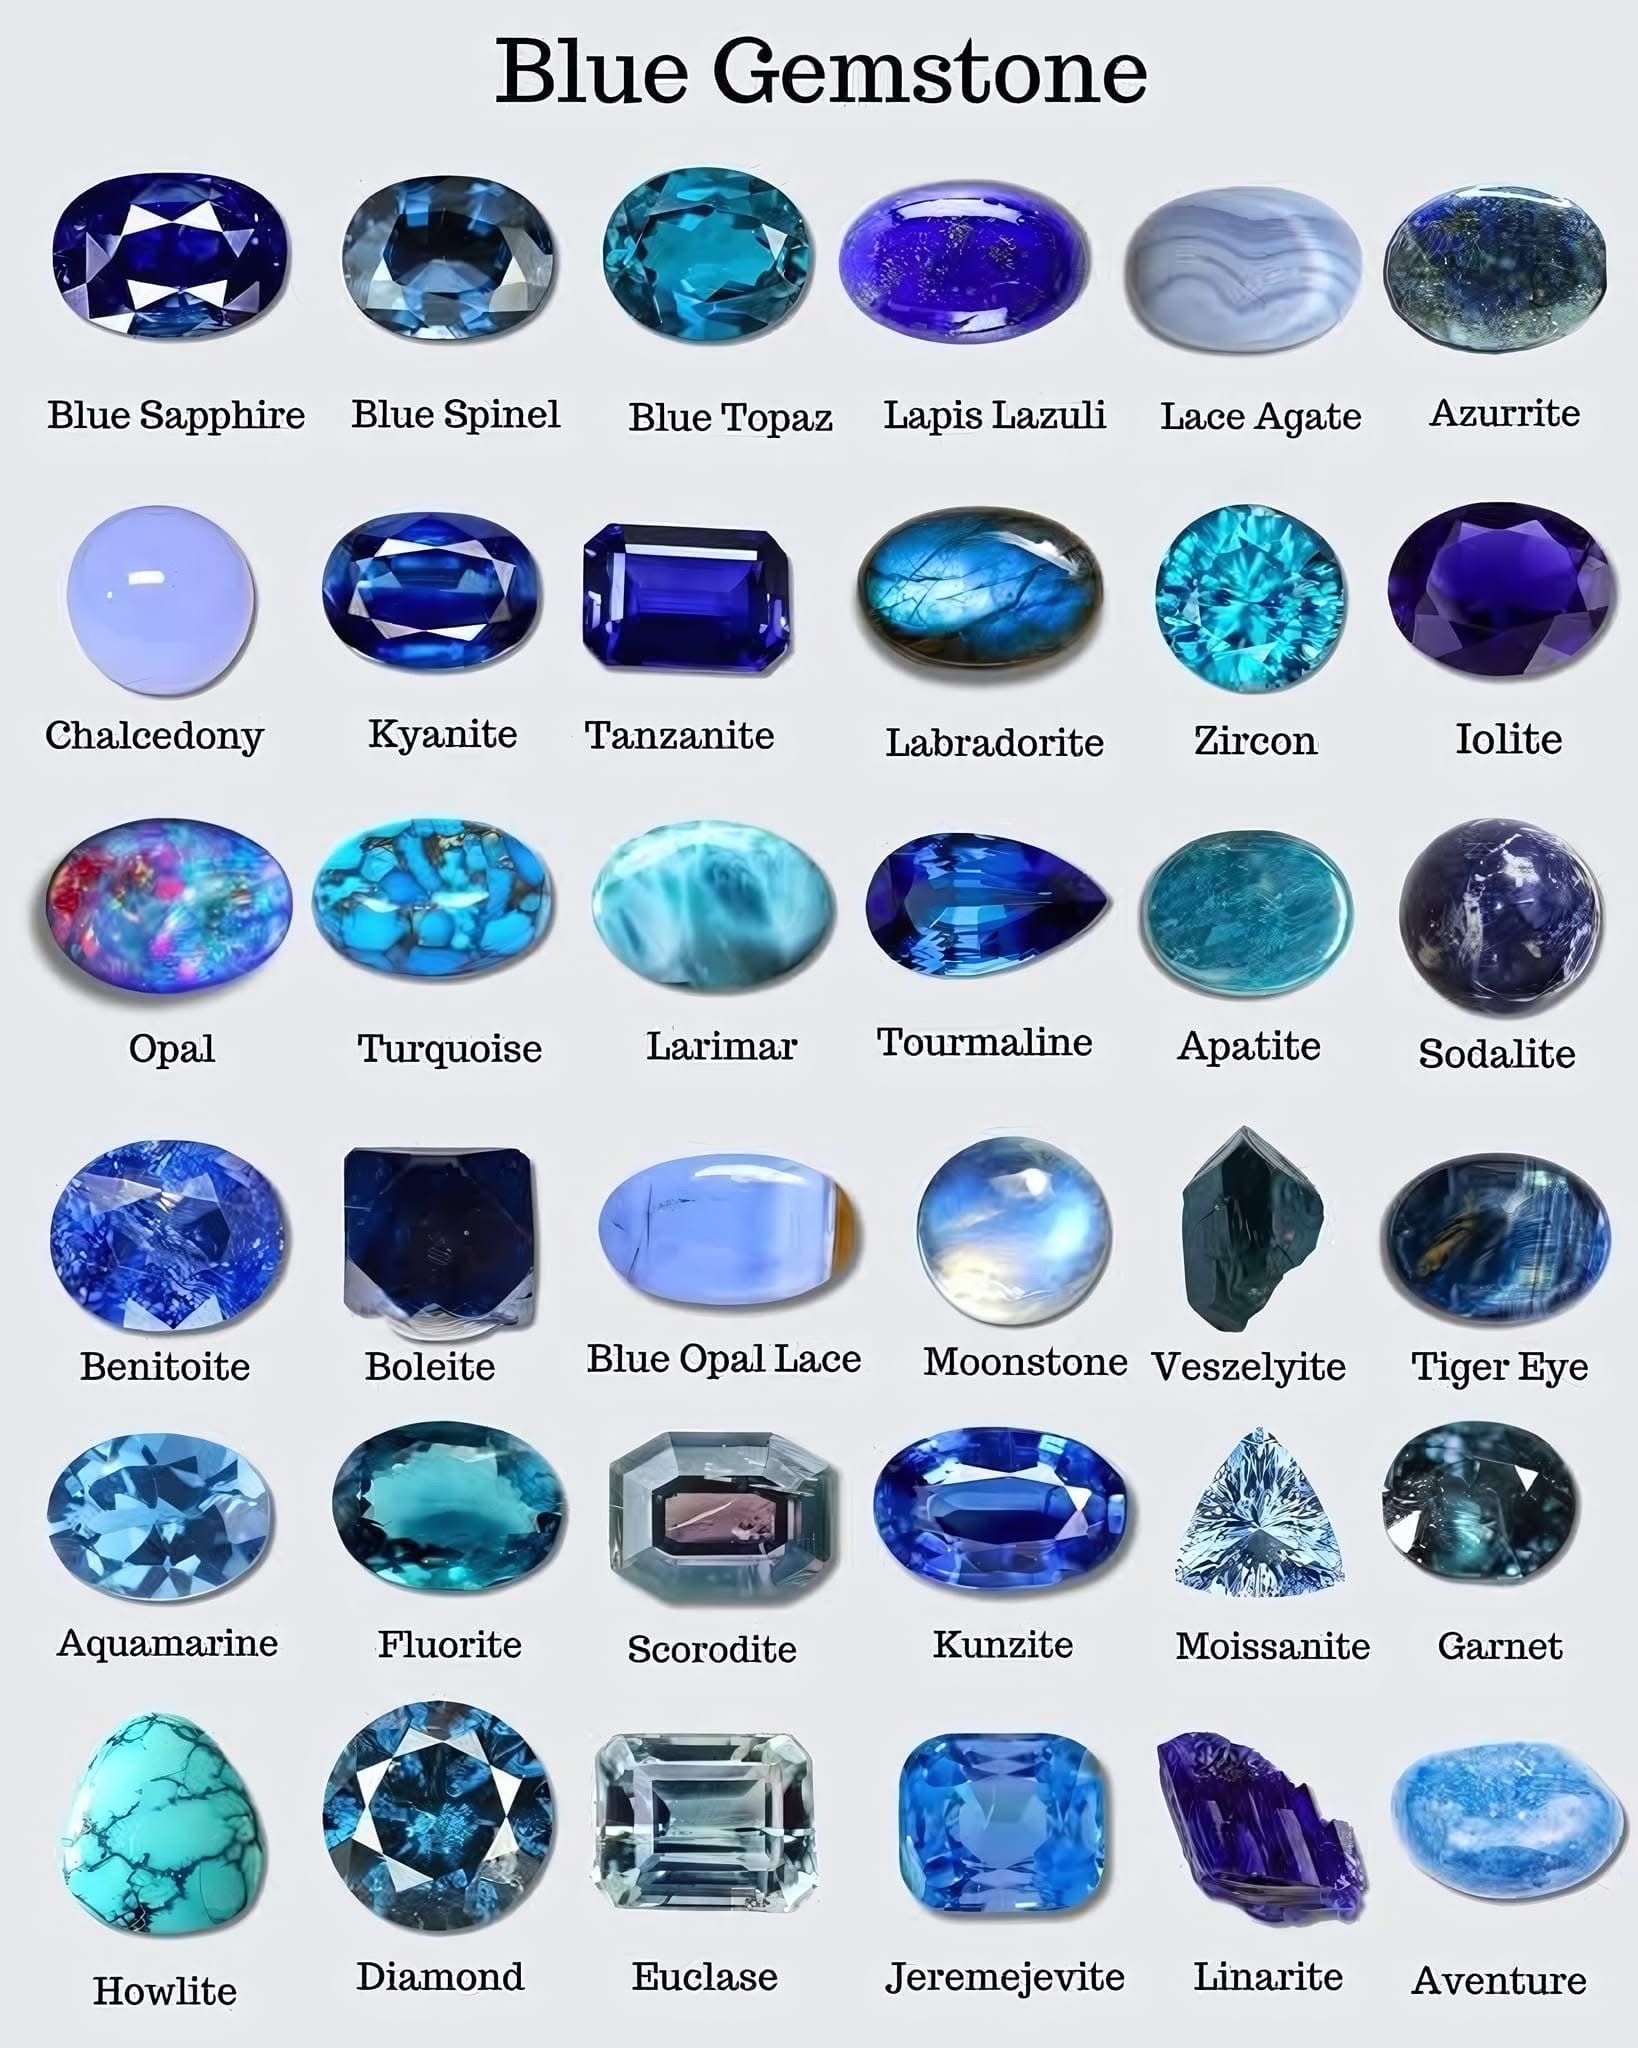 Blue Gemstone
Blue Sapphire Blue Spinel Blue Topaz Lapis Lazuli Lace Agate Azurrite
Chalcedony Kyanite Tanzanite Labradorite Zircon Iolite
Opal Turquoise Larimar Tourmaline Apatite Sodalite
Benitoite Boleite Blue Opal Lace Moonstone Veszelyite Tiger Eye
Aquamarine Fluorite Scorodite Kunzite Moissanite Garnet
Howlite Diamond Euclase Jeremejevite Linarite Aventure